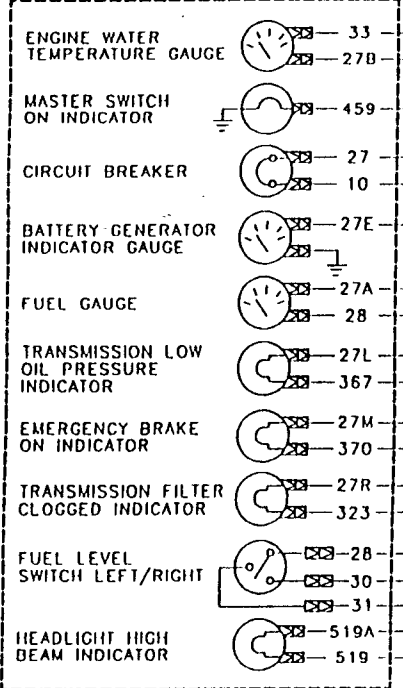 ENGINE WATER
TEMPERATURE GAUGE
33
27B
MASTER SWITCH
ON INDICATOR
459
CIRCUIT BREAKER
27
10
BATTERY GENERATOR
INDICATOR GAUGE
27E
FUEL GAUGE
27A
28
TRANSMISSION LOW
OIL PRESSURE
INDICATOR
27L
367
EMERGENCY BRAKE
ON INDICATOR
27M
370
TRANSMISSION FILTER
CLOGGED INDICATOR
27R
323
FUEL LEVEL
SWITCH LEFT/RIGHT
28
30
31
HEADLIGHT HIGH
BEAM INDICATOR
519A
519